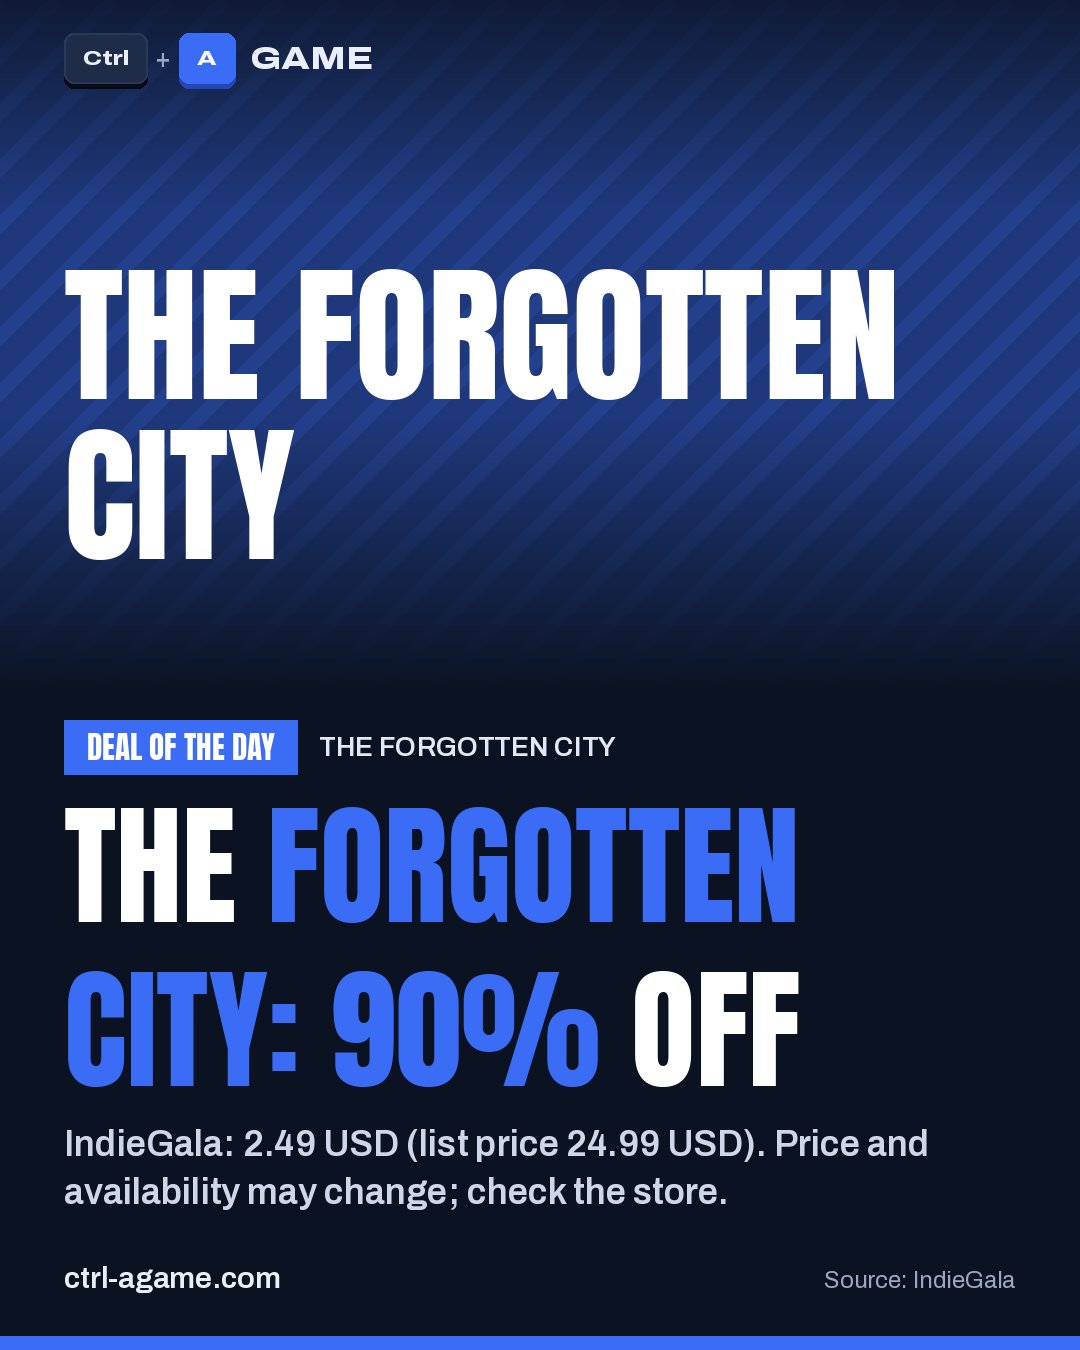 Ctrl + A GAME
THE FORGOTTEN
CITY
DEAL OF THE DAY THE FORGOTTEN CITY
THE FORGOTTEN
CITY: 90% OFF
IndieGala: 2.49 USD (list price 24.99 USD). Price and
availability may change; check the store.
ctrl-agame.com Source: IndieGala